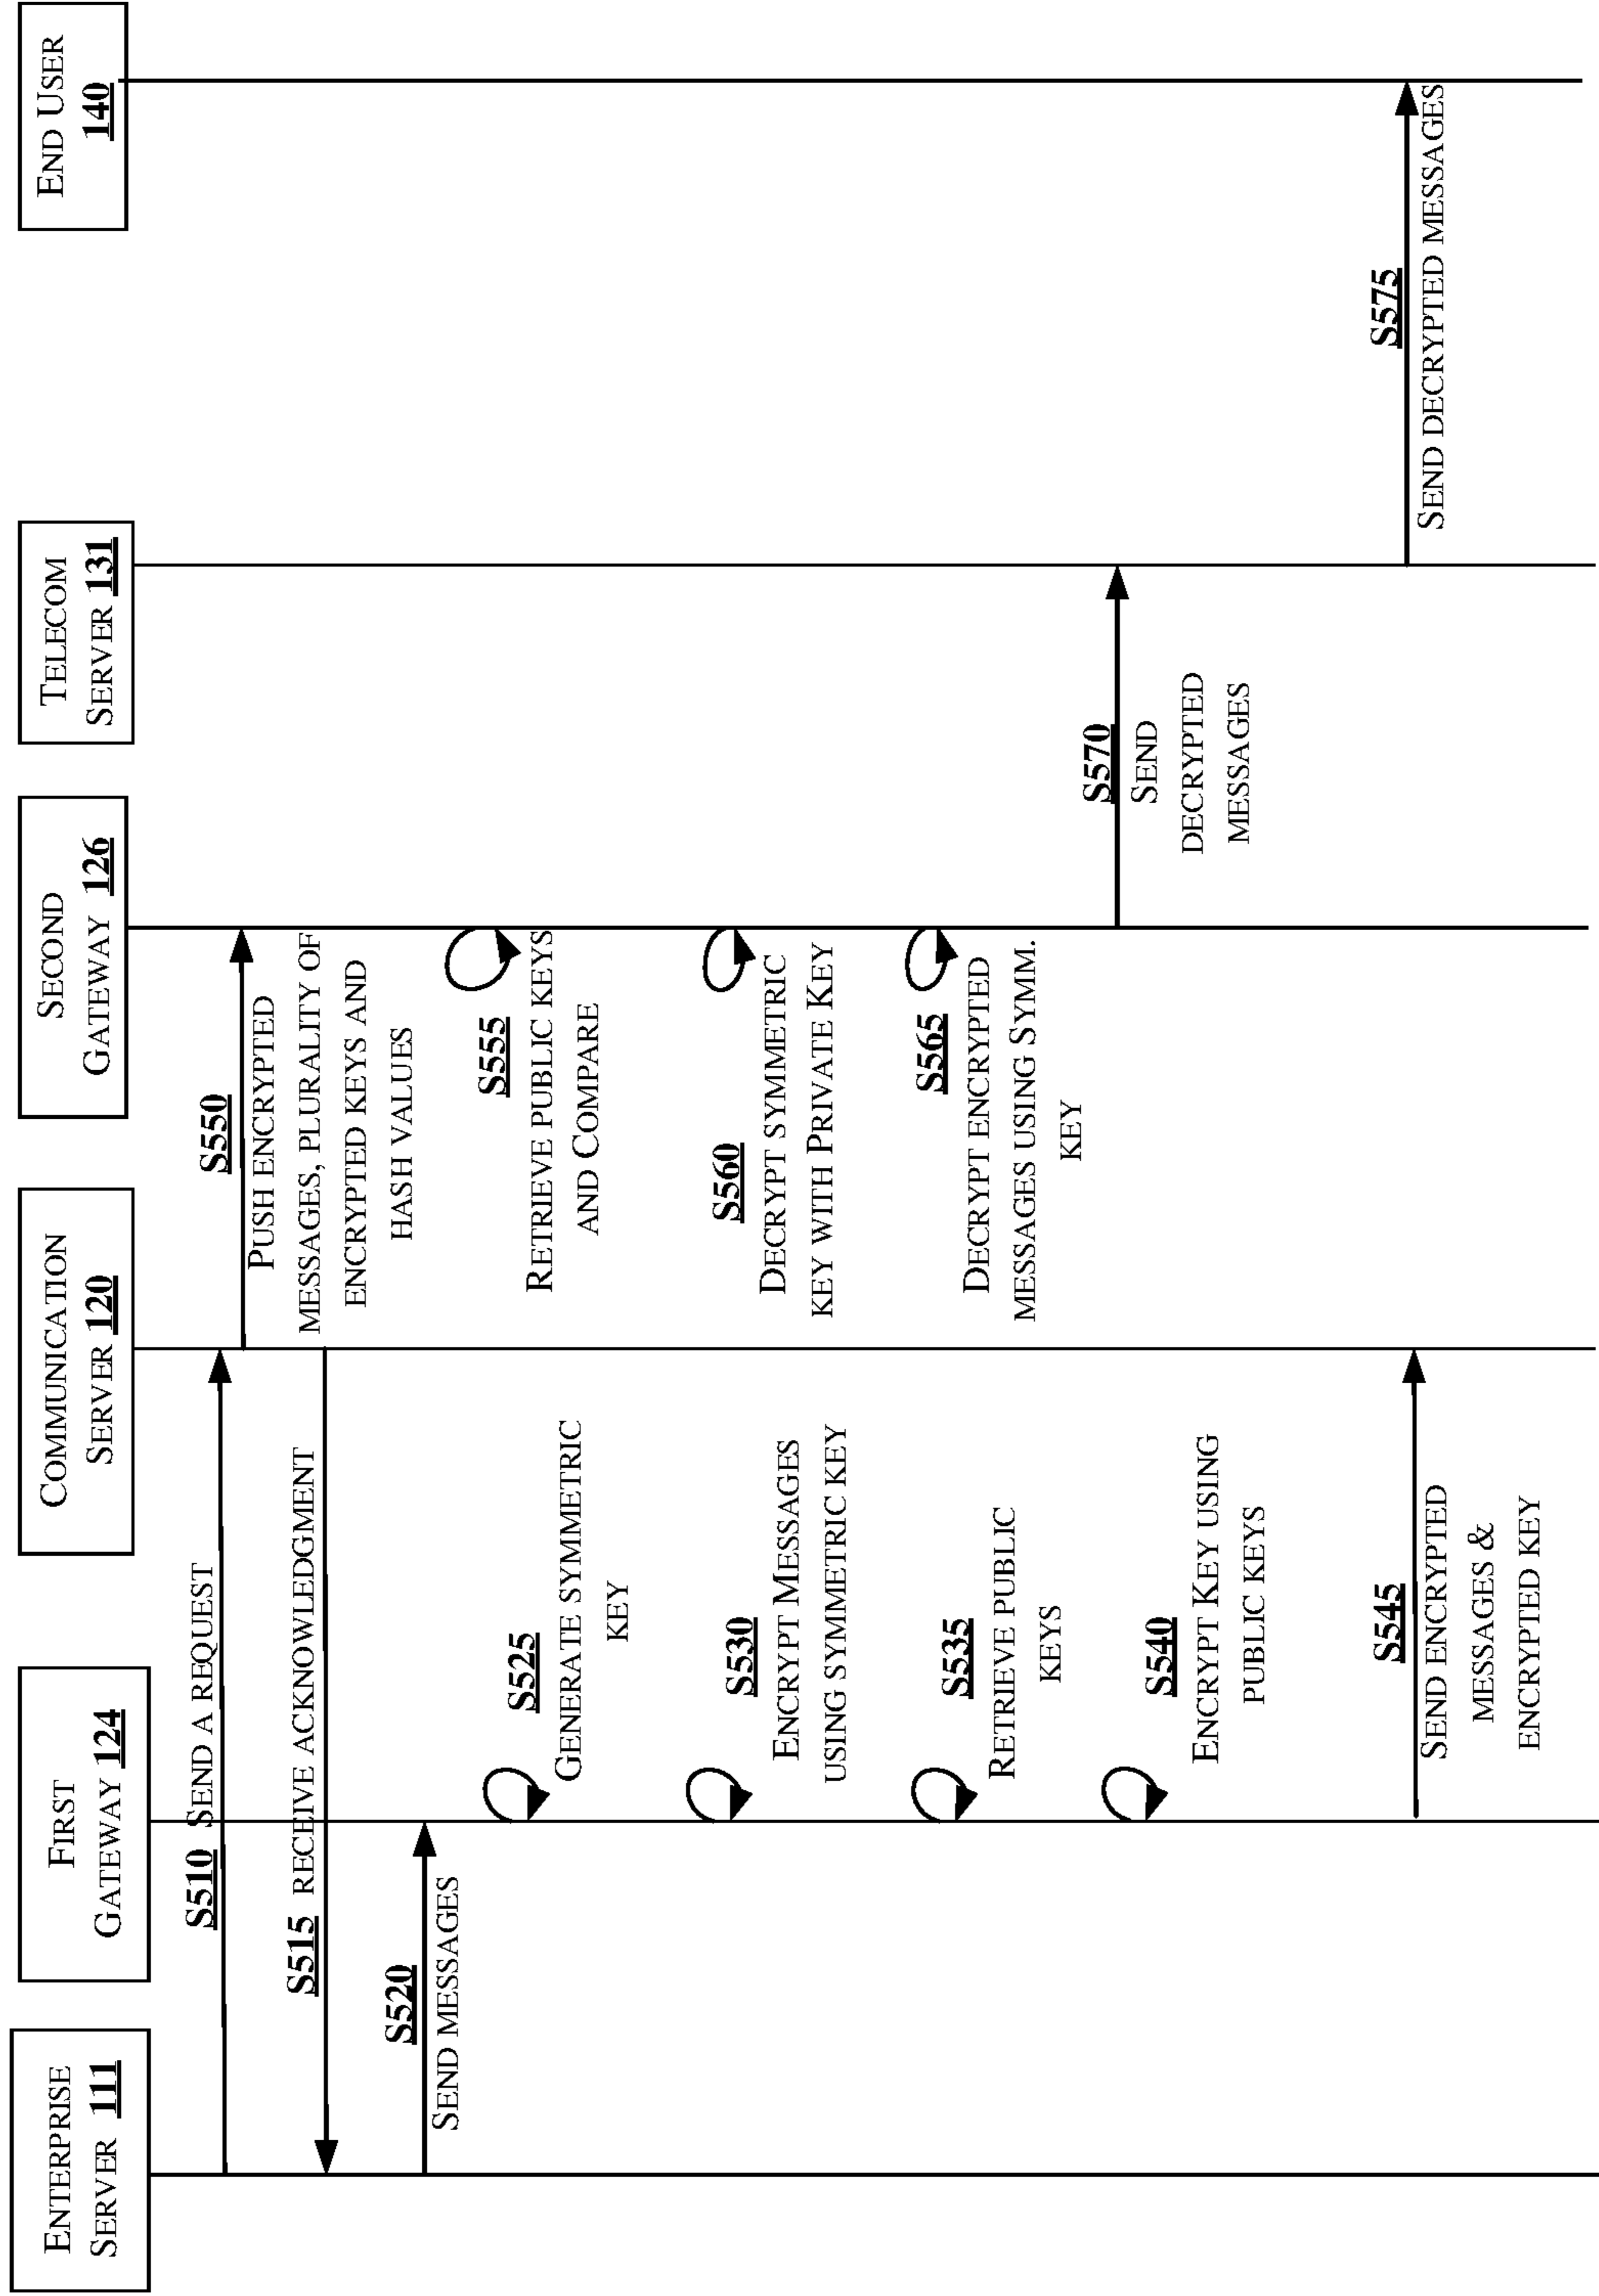 ENTERPRISE
SERVER 111
FIRST
GATEWAY 124
COMMUNICATION
SERVER 120
SECOND
GATEWAY 126
TELECOM
SERVER 131
END USER
140
S510 SEND A REQUEST
S515 RECEIVE ACKNOWLEDGMENT
S520
SEND MESSAGES
S525
GENERATE SYMMETRIC
KEY
S530
ENCRYPT MESSAGES
USING SYMMETRIC KEY
S535
RETRIEVE PUBLIC
KEYS
S540
ENCRYPT KEY USING
PUBLIC KEYS
S545
SEND ENCRYPTED
MESSAGES &
ENCRYPTED KEY
S550
PUSH ENCRYPTED
MESSAGES, PLURALITY OF
ENCRYPTED KEYS AND
HASH VALUES
S555
RETRIEVE PUBLIC KEYS
AND COMPARE
S560
DECRYPT SYMMETRIC
KEY WITH PRIVATE KEY
S565
DECRYPT ENCRYPTED
MESSAGES USING SYMM.
KEY
S570
SEND
DECRYPTED
MESSAGES
S575
SEND DECRYPTED MESSAGES